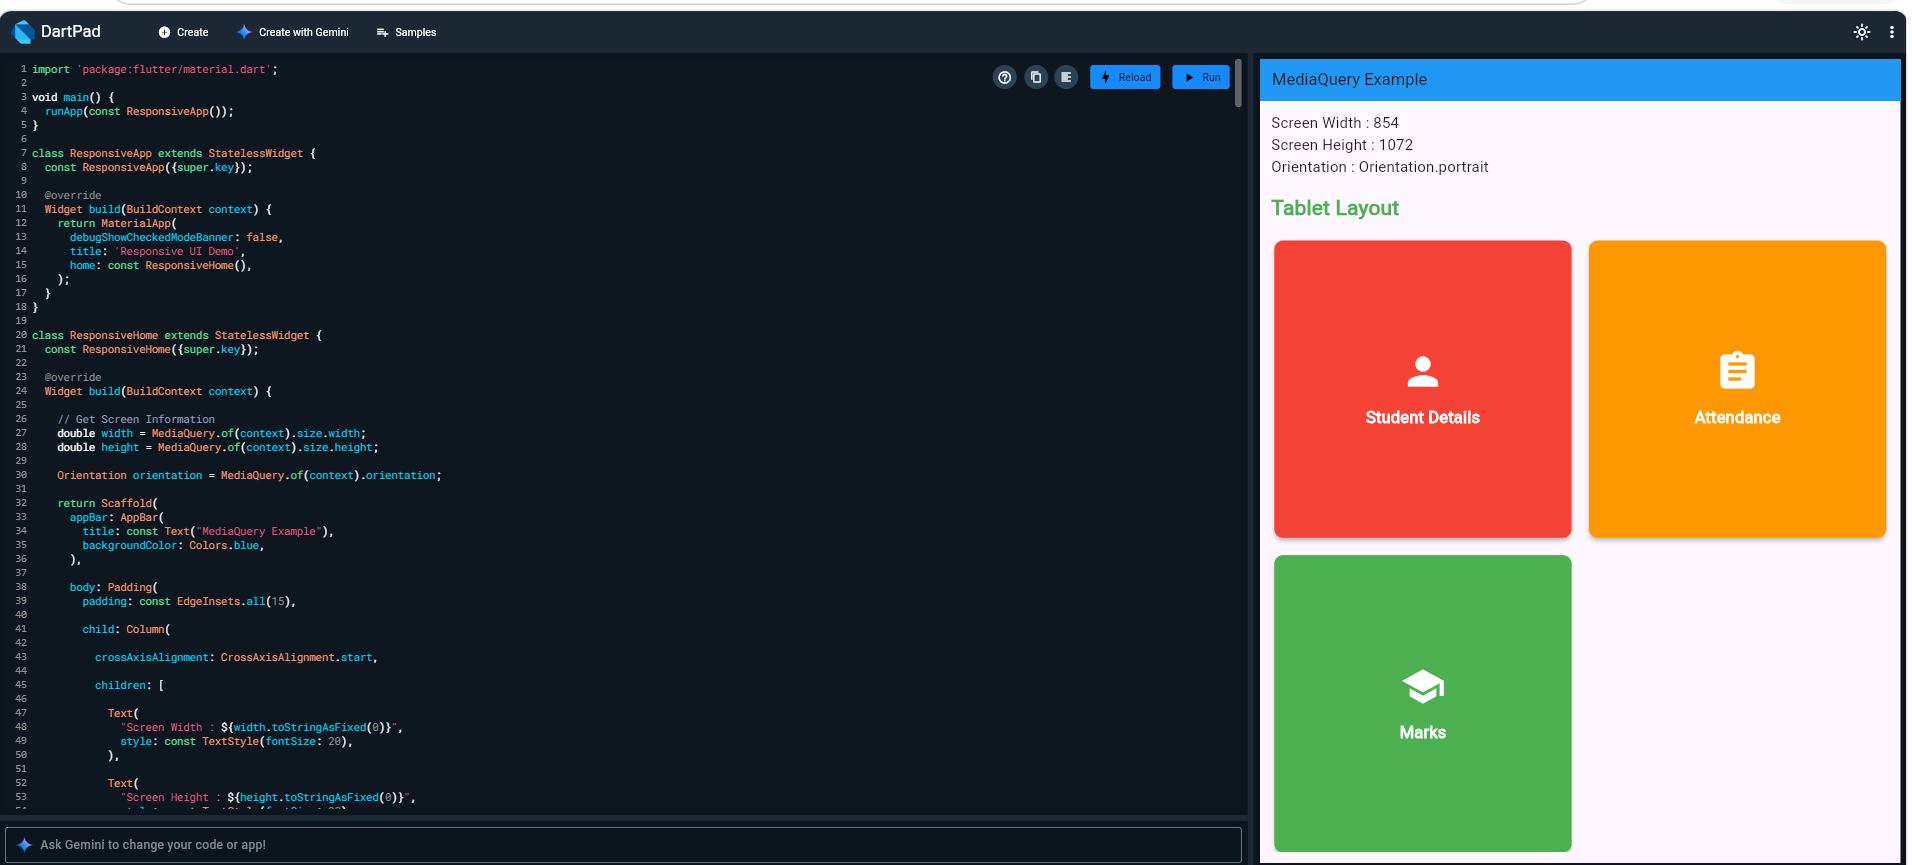 DartPad
Create
Create with Gemini
Samples
Reload
Run
1 import 'package:flutter/material.dart';
2
3 void main() {
4   runApp(const ResponsiveApp());
5 }
6
7 class ResponsiveApp extends StatelessWidget {
8   const ResponsiveApp({super.key});
9
10   @override
11   Widget build(BuildContext context) {
12     return MaterialApp(
13       debugShowCheckedModeBanner: false,
14       title: 'Responsive UI Demo',
15       home: const ResponsiveHome(),
16     );
17   }
18 }
19
20 class ResponsiveHome extends StatelessWidget {
21   const ResponsiveHome({super.key});
22
23   @override
24   Widget build(BuildContext context) {
25
26     // Get Screen Information
27     double width = MediaQuery.of(context).size.width;
28     double height = MediaQuery.of(context).size.height;
29
30     Orientation orientation = MediaQuery.of(context).orientation;
31
32     return Scaffold(
33       appBar: AppBar(
34         title: const Text("MediaQuery Example"),
35         backgroundColor: Colors.blue,
36       ),
37
38       body: Padding(
39         padding: const EdgeInsets.all(15),
40
41         child: Column(
42
43           crossAxisAlignment: CrossAxisAlignment.start,
44
45           children: [
46
47             Text(
48               "Screen Width : ${width.toStringAsFixed(0)}",
49               style: const TextStyle(fontSize: 20),
50             ),
51
52             Text(
53               "Screen Height : ${height.toStringAsFixed(0)}",
Ask Gemini to change your code or app!
MediaQuery Example
Screen Width : 854
Screen Height : 1072
Orientation : Orientation.portrait
Tablet Layout
Student Details
Attendance
Marks